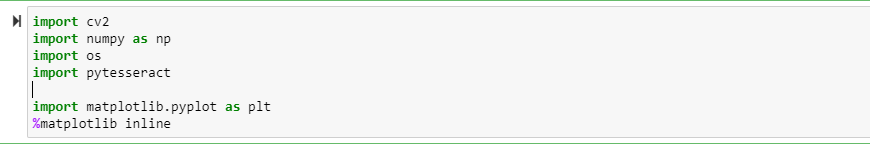 import cv2
import numpy as np
import os
import pytesseract
import matplotlib.pyplot as plt
%matplotlib inline